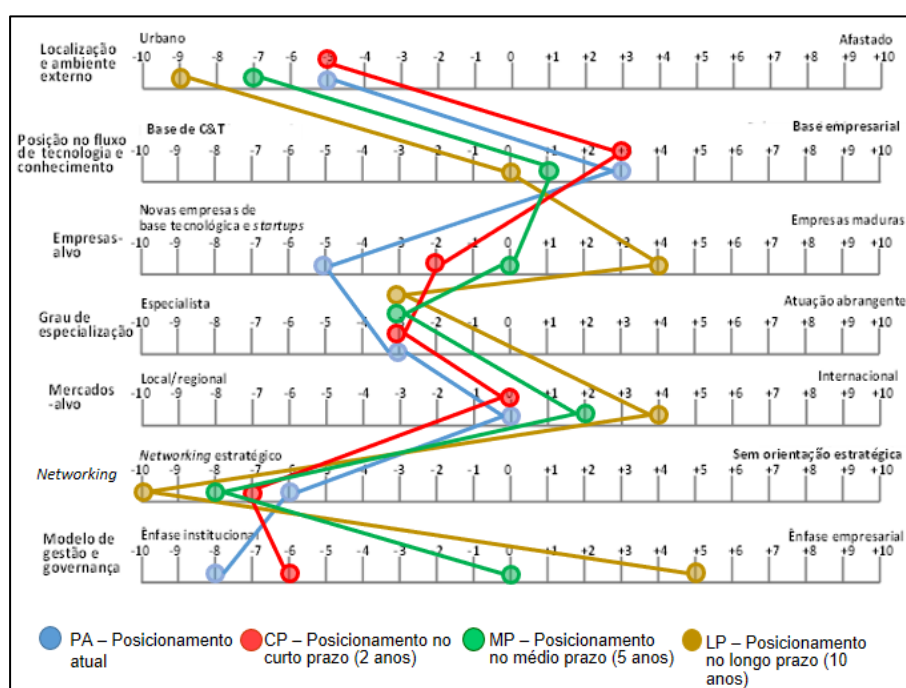 Localização
e ambiente
externo
Urbano
Afastado
-10 -9 -8 -7 -6 -5 -4 -3 -2 -1 0 +1 +2 +3 +4 +5 +6 +7 +8 +9 +10
Posição no fluxo
de tecnologia e
conhecimento
Base de C&T
Base empresarial
-10 -9 -8 -7 -6 -5 -4 -3 -2 -1 0 +1 +2 +4 +5 +6 +7 +8 +9 +10
Empresas-
alvo
Novas empresas de
base tecnológica e startups
Empresas maduras
-10 -9 -8 -7 -6 -5 -4 -3 -2 -1 0 +1 +2 +3 +4 +5 +6 +7 +8 +9 +10
Grau de
especialização
Especialista
Atuação abrangente
-10 -9 -8 -7 -6 -5 -4 -3 -2 -1 0 +1 +2 +3 +4 +5 +6 +7 +8 +9 +10
Mercados
-alvo
Local/regional
Internacional
-10 -9 -8 -7 -6 -5 -4 -3 -2 -1 0 +1 +2 +3 +4 +5 +6 +7 +8 +9 +10
Networking
Networking estratégico
Sem orientação estratégica
-10 -9 -8 -7 -6 -5 -4 -3 -2 -1 0 +1 +2 +3 +4 +5 +6 +7 +8 +9 +10
Modelo de
gestão e
governança
Ênfase institucional
Ênfase empresarial
-10 -9 -8 -7 -6 -5 -4 -3 -2 -1 0 +1 +2 +3 +4 +5 +6 +7 +8 +9 +10
PA – Posicionamento
atual
CP – Posicionamento no
curto prazo (2 anos)
MP – Posicionamento
no médio prazo (5 anos)
LP – Posicionamento
no longo prazo (10
anos)